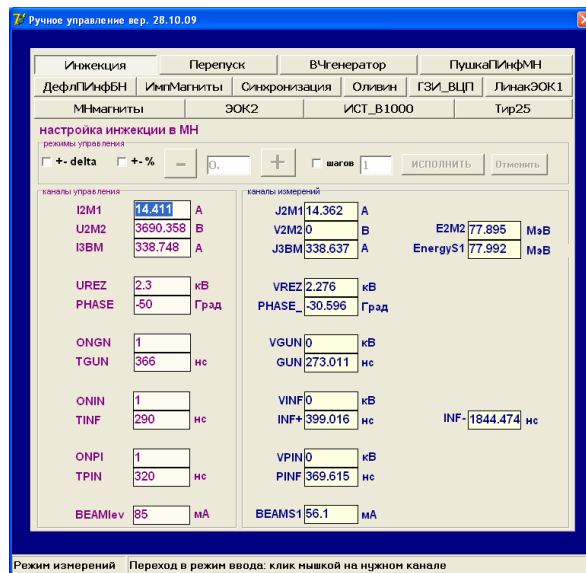 Ручное управление вер. 28.10.09
Инжекция Перепуск ВЧгенератор ПушкаПИнфМН
ДефлПИнфБН ИмпМагниты Синхронизация Оливин ГЗИ_ВЦП ЛинакЭОК1
МНмагниты ЭОК2 ИСТ_В1000 Тир25
настройка инжекции в МН
режимы управления
+- delta +- % - 0. + шагов 1 ИСПОЛНИТЬ Отменить
каналы управления каналы измерений
I2M1 14.411 А J2M1 14.362 А
U2M2 3690.358 В V2M2 0 В E2M2 77.895 МэВ
I3BM 338.748 А J3BM 338.637 А EnergyS1 77.992 МэВ
UREZ 2.3 кВ VREZ 2.276 кВ
PHASE -50 Град PHASE_ -30.596 Град
ONGN 1 VGUN 0 кВ
TGUN 366 нс GUN 273.011 нс
ONIN 1 VINF 0 кВ
TINF 290 нс INF+ 399.016 нс INF- 1844.474 нс
ONPI 1 VPIN 0 кВ
TPIN 320 нс PINF 369.615 нс
BEAMlev 85 мА BEAMS1 56.1 мА
Режим измерений Переход в режим ввода: клик мышкой на нужном канале